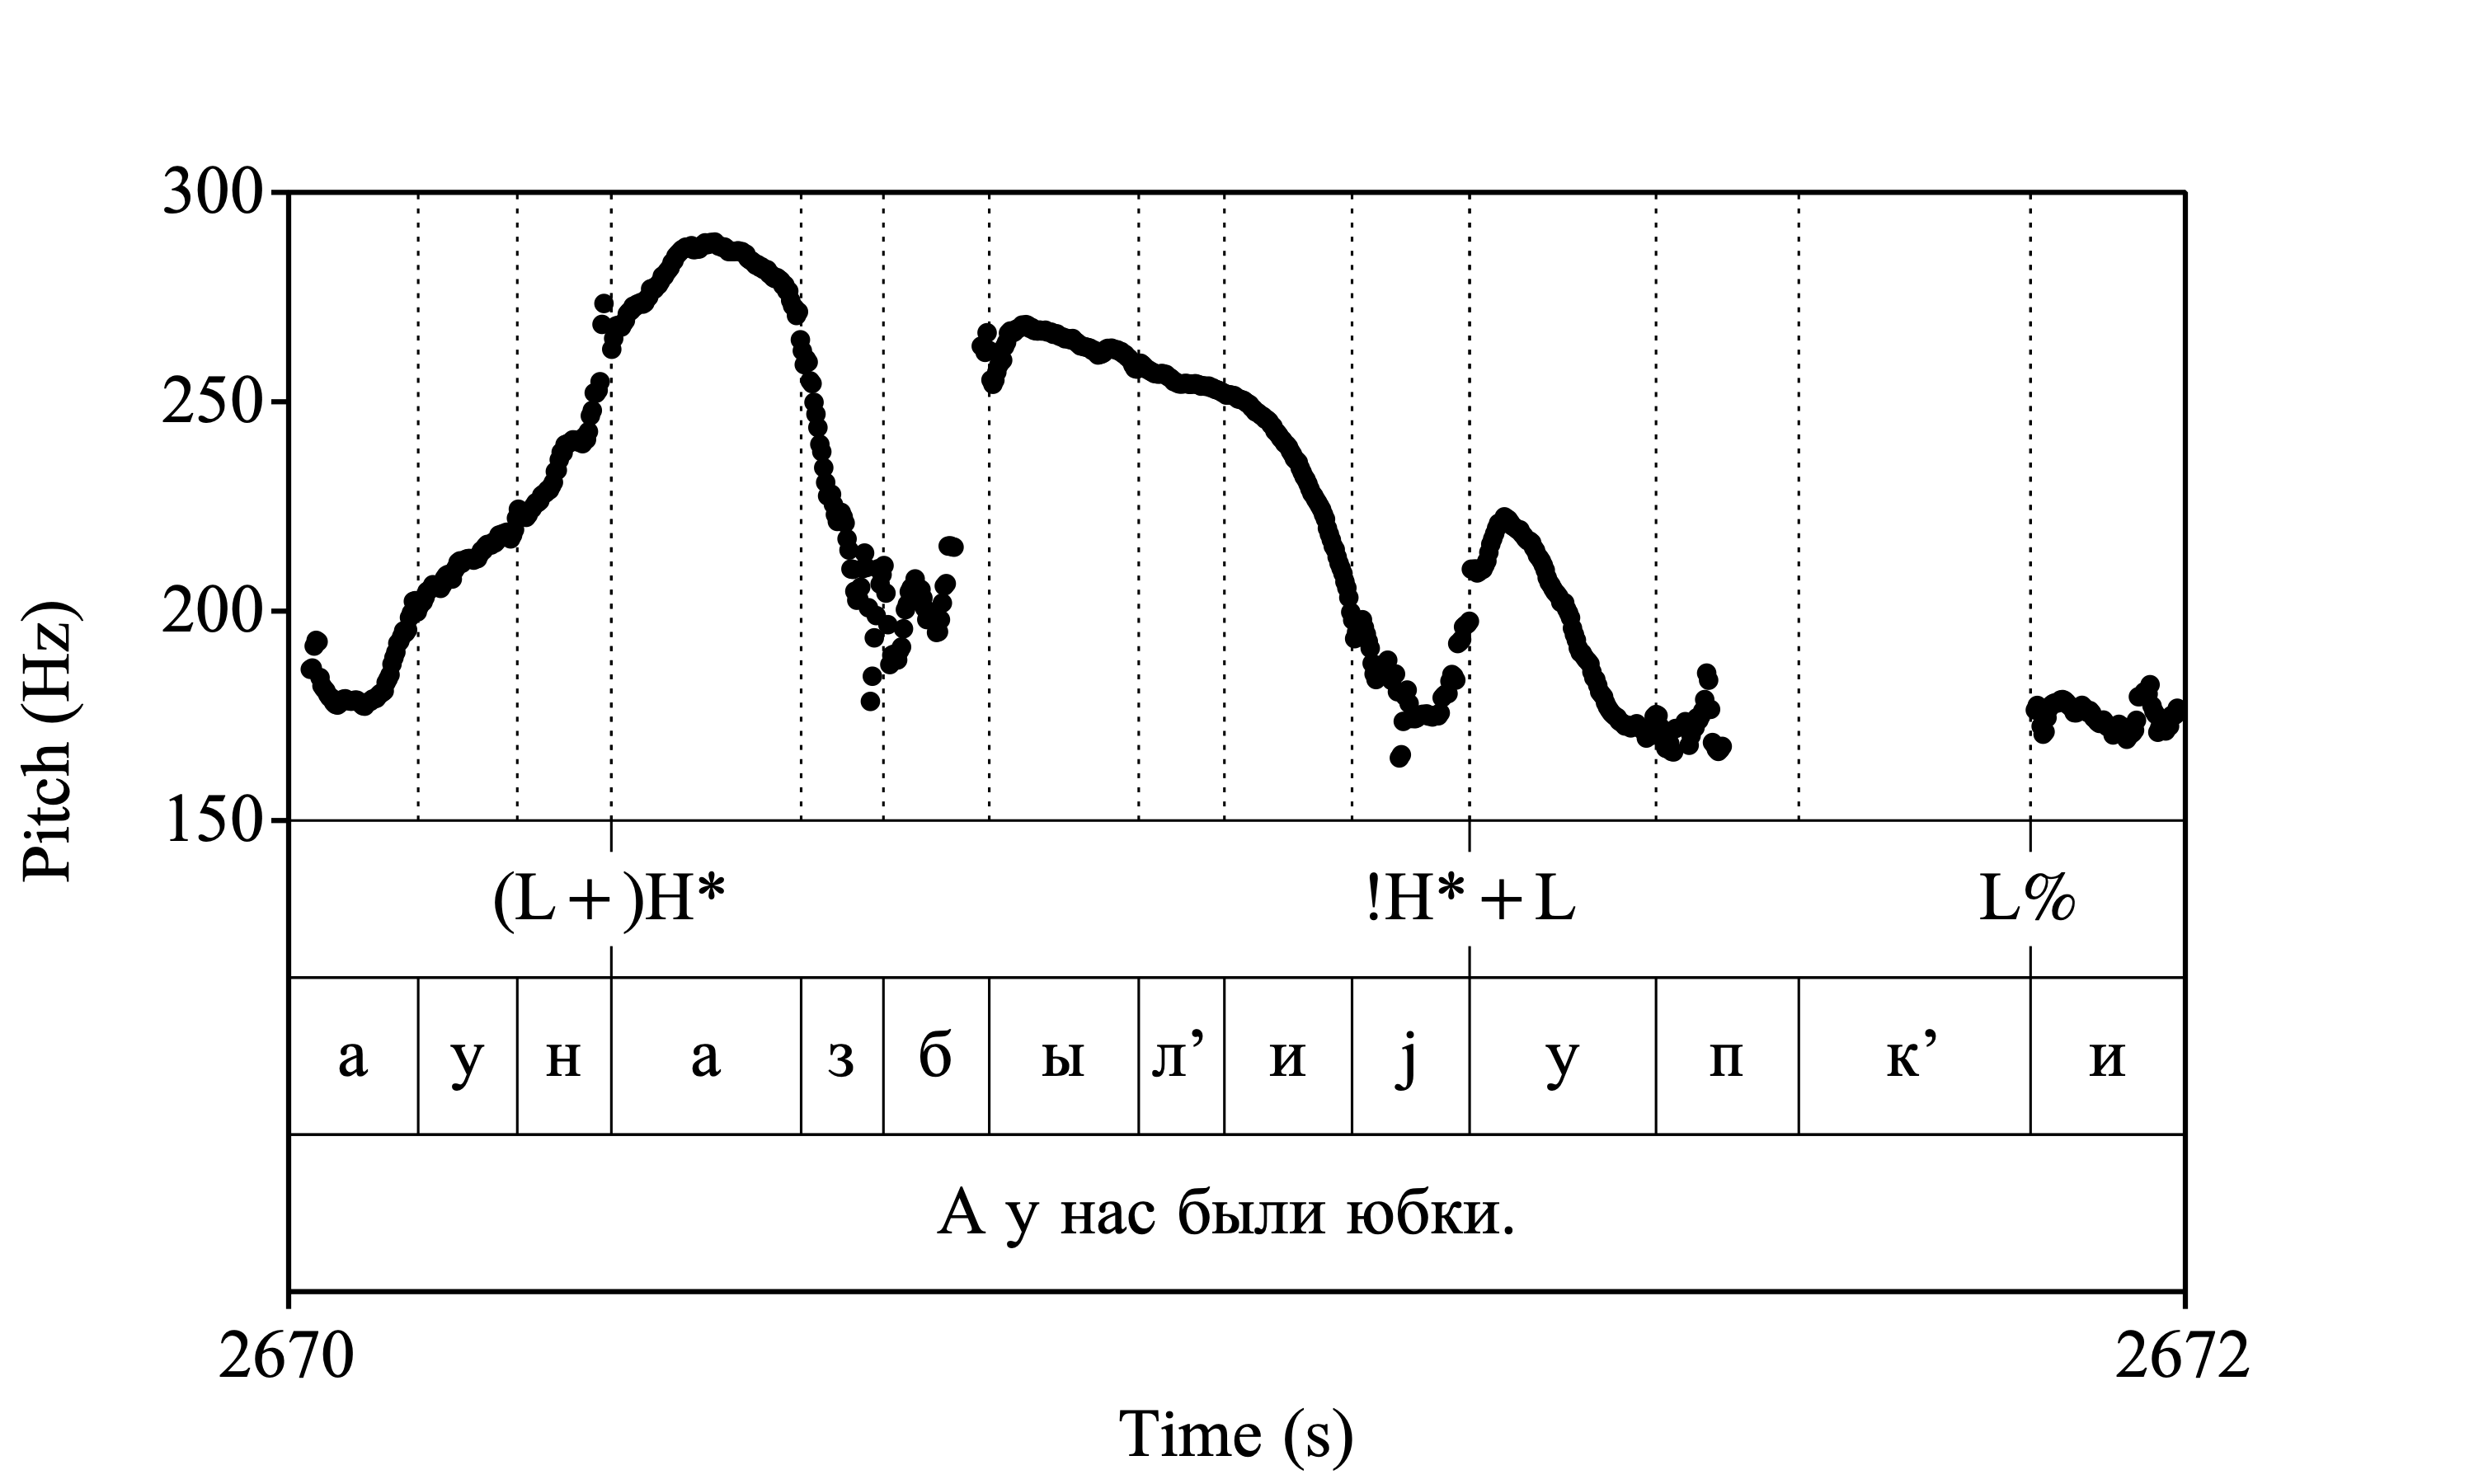 300
250
200
150
Pitch (Hz)
(L+)H* !H*+L L%
а у н а з б ы л’ и j у п к’ и
А у нас были юбки.
2670 2672
Time (s)